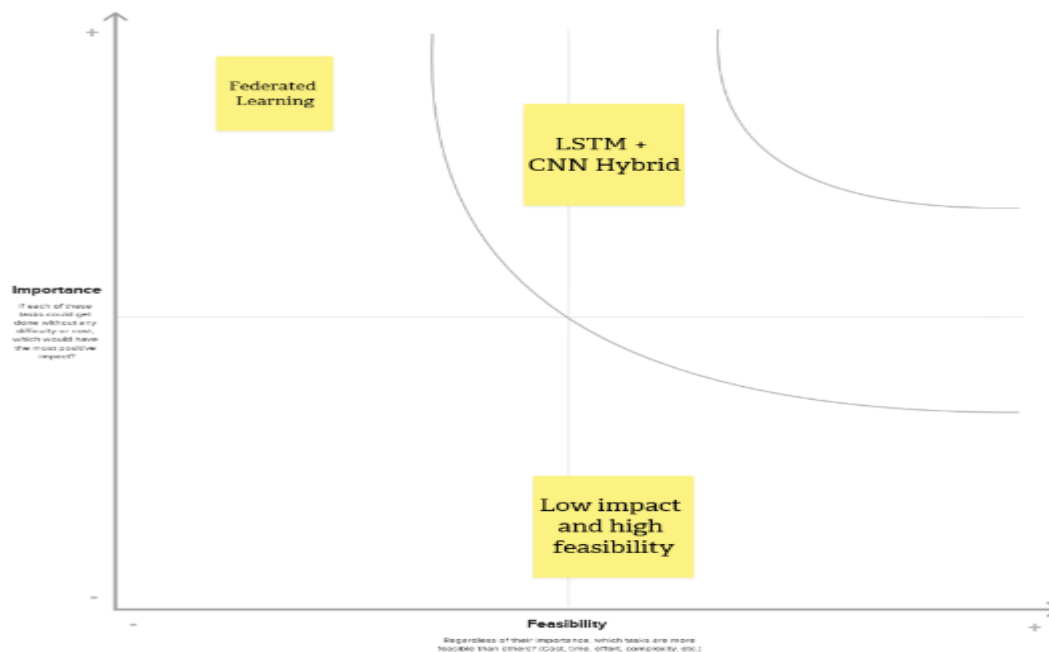 +
Federated
Learning
LSTM +
CNN Hybrid
Importance
If each of these
tasks could get
done without any
difficulty or cost,
which would have
the most positive
impact?
Low impact
and high
feasibility
-
-
Feasibility
+
Regardless of their importance, which tasks are more
feasible than others? (Cost, time, effort, complexity, etc.)